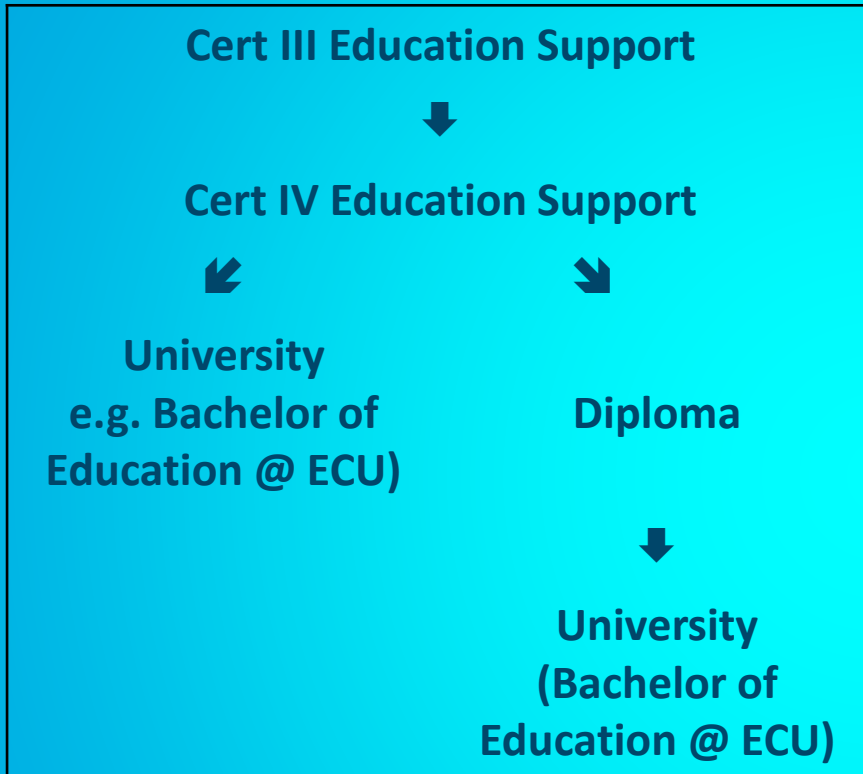 Cert III Education Support
Cert IV Education Support
University
e.g. Bachelor of
Education @ ECU)
Diploma
University
(Bachelor of
Education @ ECU)